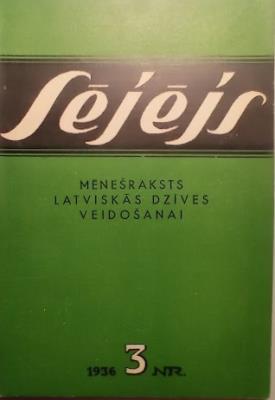 Sējējs
MĒNEŠRAKSTS
LATVISKĀS DZĪVES
VEIDOŠANAI
1936 3 NR.